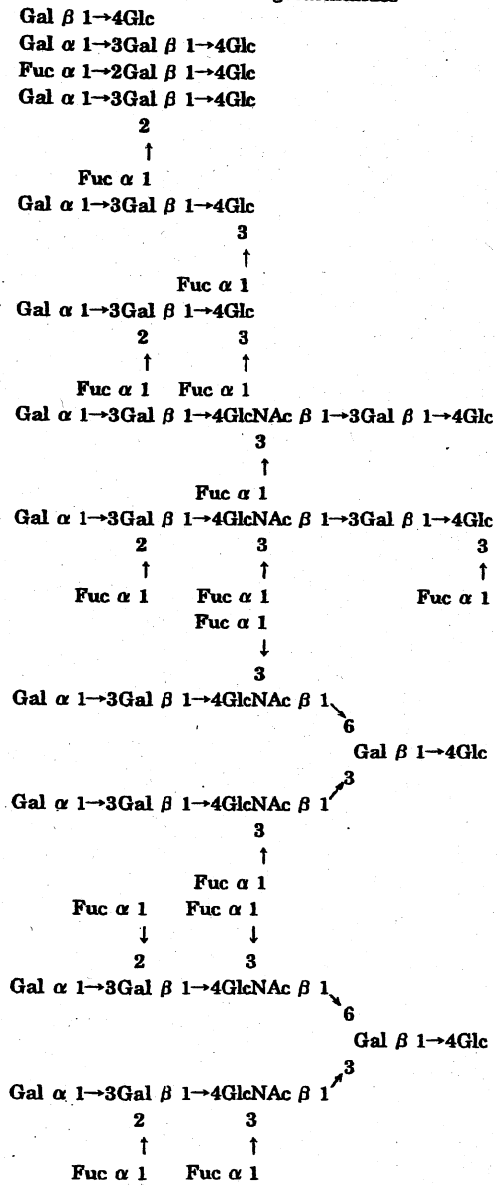 Gal β 1→4Glc
Gal α 1→3Gal β 1→4Glc
Fuc α 1→2Gal β 1→4Glc
Gal α 1→3Gal β 1→4Glc
2
↑
Fuc α 1
Gal α 1→3Gal β 1→4Glc
3
↑
Fuc α 1
Gal α 1→3Gal β 1→4Glc
2 3
↑ ↑
Fuc α 1 Fuc α 1
Gal α 1→3Gal β 1→4GlcNAc β 1→3Gal β 1→4Glc
3
↑
Fuc α 1
Gal α 1→3Gal β 1→4GlcNAc β 1→3Gal β 1→4Glc
2 3 3
↑ ↑ ↑
Fuc α 1 Fuc α 1 Fuc α 1
Fuc α 1
↓
3
Gal α 1→3Gal β 1→4GlcNAc β 1↘
6
Gal β 1→4Glc
3
Gal α 1→3Gal β 1→4GlcNAc β 1↗
3
↑
Fuc α 1
Fuc α 1 Fuc α 1
↓ ↓
2 3
Gal α 1→3Gal β 1→4GlcNAc β 1↘
6
Gal β 1→4Glc
3
Gal α 1→3Gal β 1→4GlcNAc β 1↗
2 3
↑ ↑
Fuc α 1 Fuc α 1